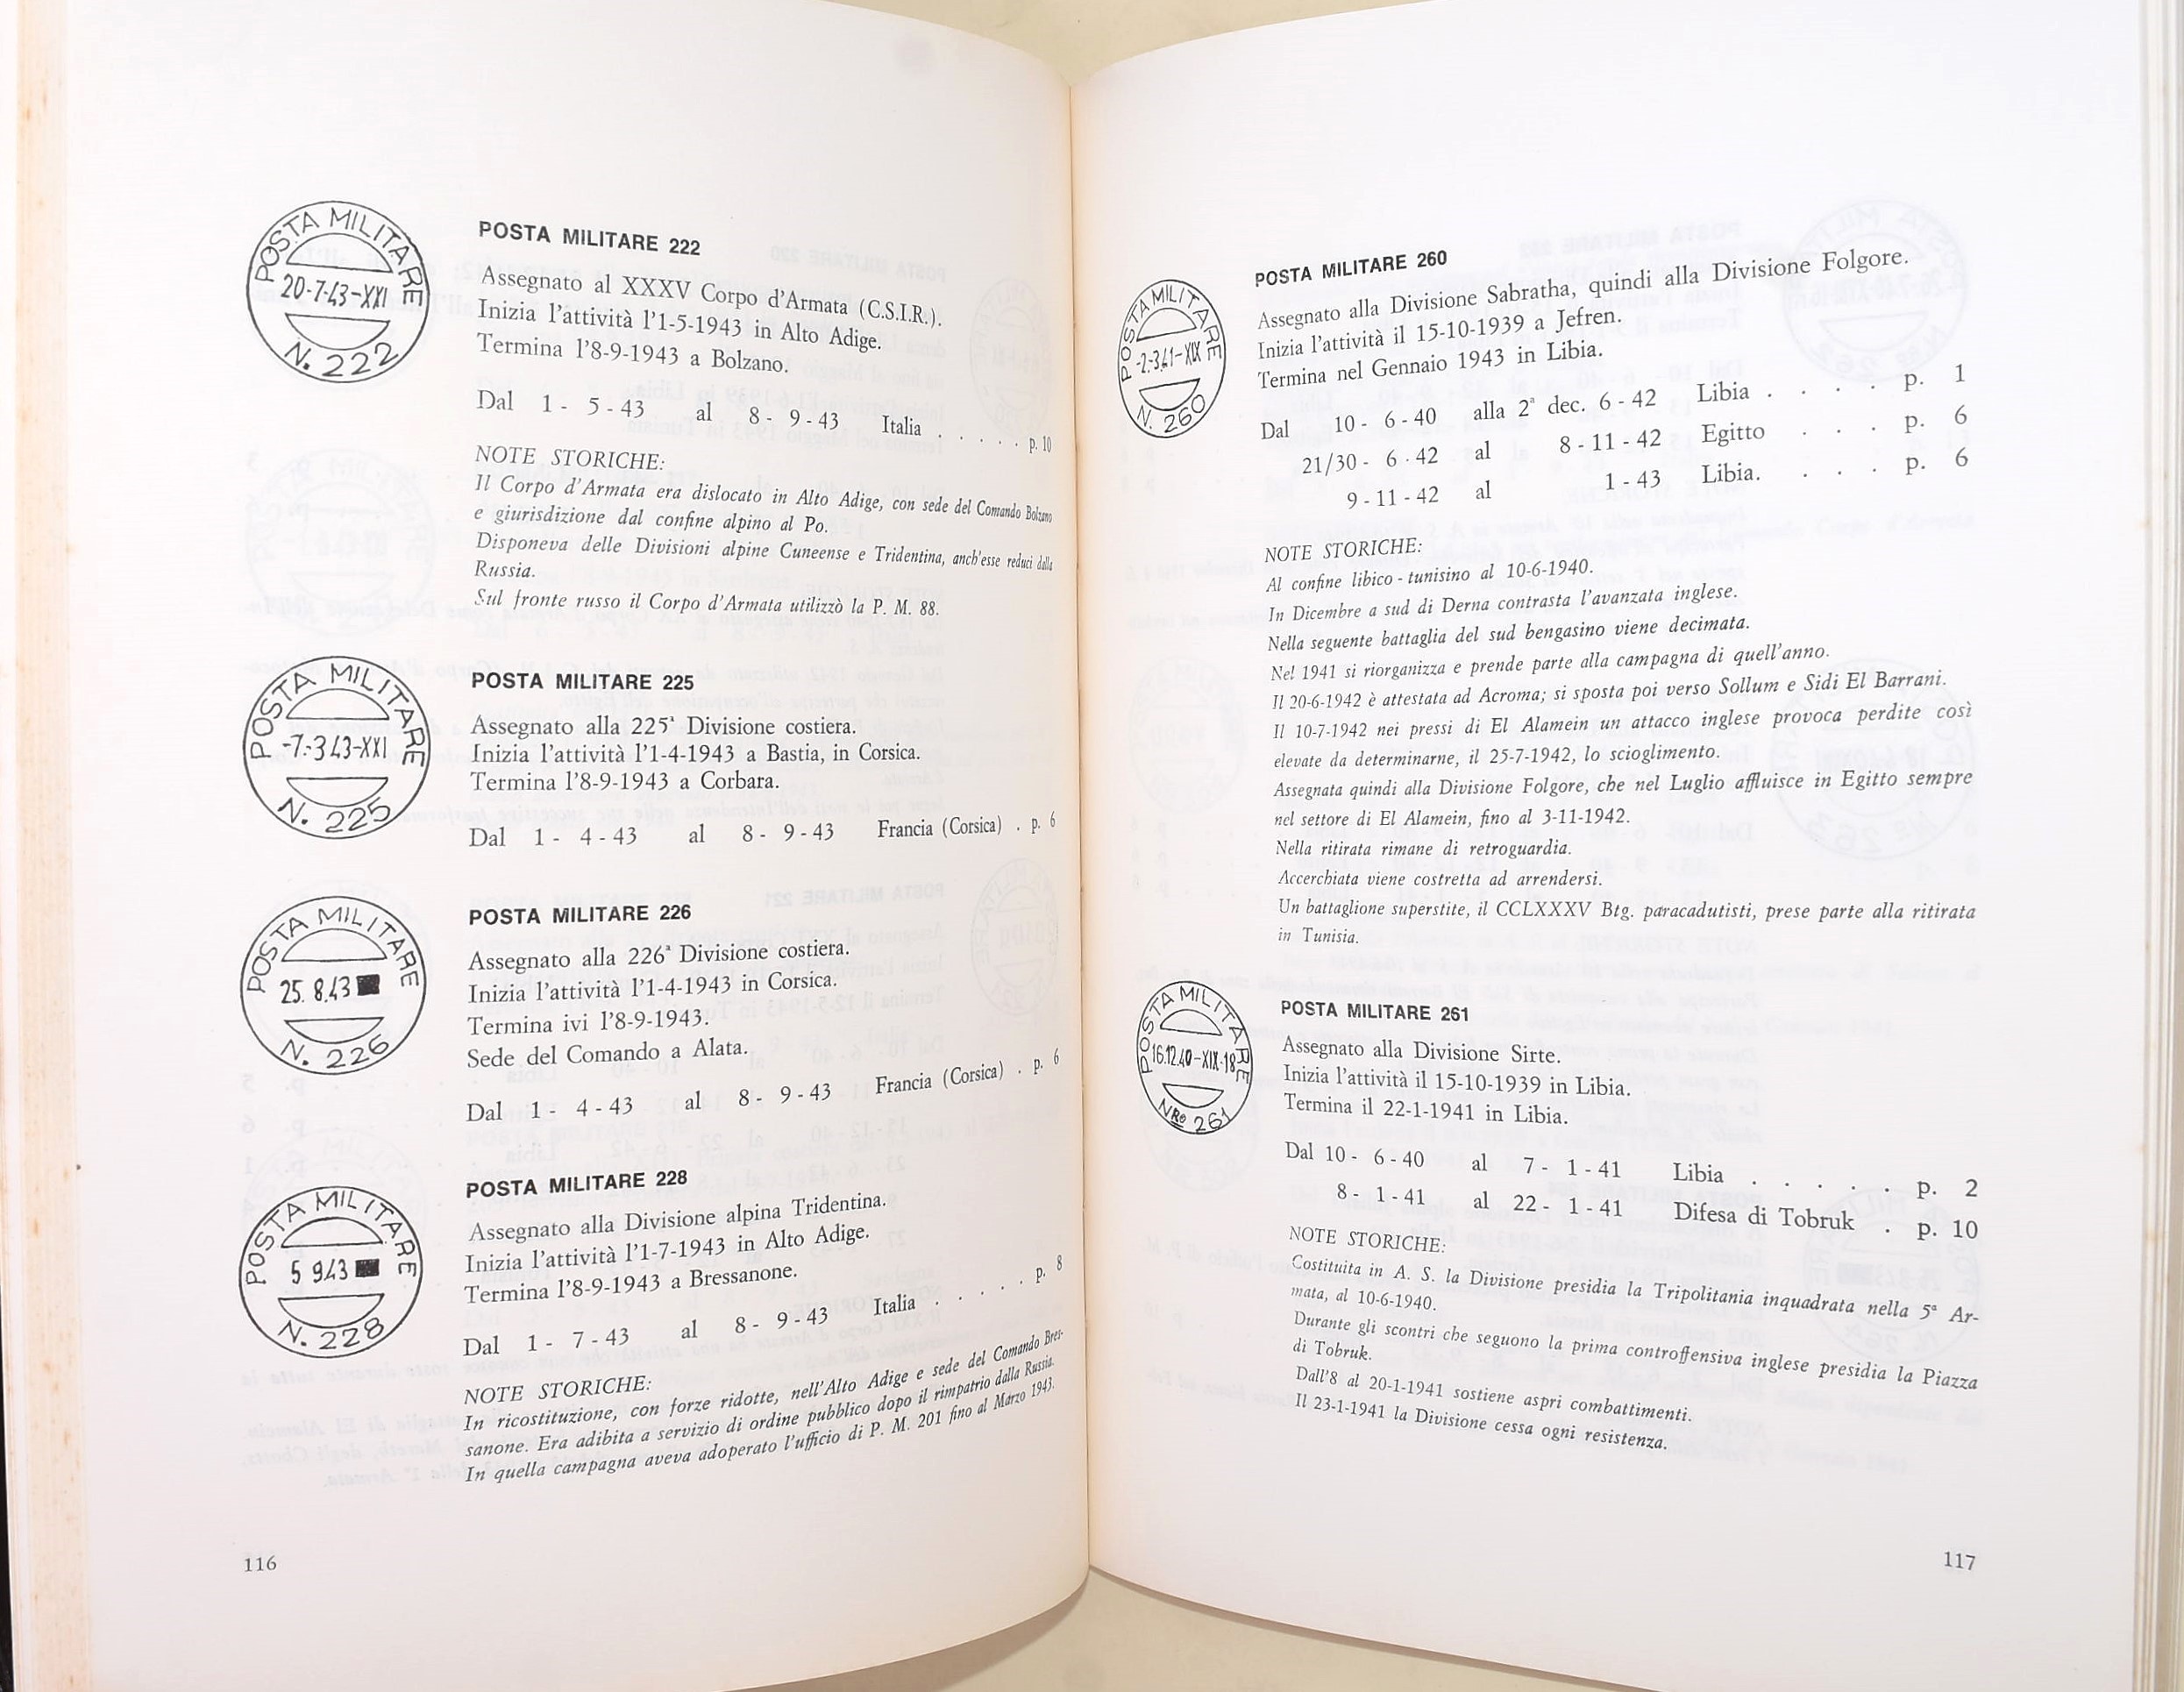 POSTA MILITARE
20-7-43-XXI
N. 222
POSTA MILITARE 222
Assegnato al XXXV Corpo d'Armata (C.S.I.R.).
Inizia l'attività l'1-5-1943 in Alto Adige.
Termina l'8-9-1943 a Bolzano.
Dal 1 - 5 - 43 al 8 - 9 - 43 Italia . . . . . p. 10
NOTE STORICHE:
Il Corpo d'Armata era dislocato in Alto Adige, con sede del Comando Bolzano
e giurisdizione dal confine alpino al Po.
Disponeva delle Divisioni alpine Cuneense e Tridentina, anch'esse reduci dalla
Russia.
Sul fronte russo il Corpo d'Armata utilizzò la P. M. 88.
POSTA MILITARE
-7.-3 43-XXI
N. 225
POSTA MILITARE 225
Assegnato alla 225ª Divisione costiera.
Inizia l'attività l'1-4-1943 a Bastia, in Corsica.
Termina l'8-9-1943 a Corbara.
Dal 1 - 4 - 43 al 8 - 9 - 43 Francia (Corsica) . p. 6
POSTA MILITARE
25. 8.43
N. 226
POSTA MILITARE 226
Assegnato alla 226ª Divisione costiera.
Inizia l'attività l'1-4-1943 in Corsica.
Termina ivi l'8-9-1943.
Sede del Comando a Alata.
Dal 1 - 4 - 43 al 8 - 9 - 43 Francia (Corsica) . p. 6
POSTA MILITARE
5 943
N. 228
POSTA MILITARE 228
Assegnato alla Divisione alpina Tridentina.
Inizia l'attività l'1-7-1943 in Alto Adige.
Termina l'8-9-1943 a Bressanone.
Dal 1 - 7 - 43 al 8 - 9 - 43 Italia . . . . . p. 8
NOTE STORICHE:
In ricostituzione, con forze ridotte, nell'Alto Adige e sede del Comando Bres-
sanone. Era adibita a servizio di ordine pubblico dopo il rimpatrio dalla Russia.
In quella campagna aveva adoperato l'ufficio di P. M. 201 fino al Marzo 1943.
116
POSTA MILITARE
-2.-3.41-XIX
N. 260
POSTA MILITARE 260
Assegnato alla Divisione Sabratha, quindi alla Divisione Folgore.
Inizia l'attività il 15-10-1939 a Jefren.
Termina nel Gennaio 1943 in Libia.
Dal 10 - 6 - 40 alla 2ª dec. 6 - 42 Libia . . . . p. 1
21/30 - 6 . 42 al 8 - 11 - 42 Egitto . . . p. 6
9 - 11 - 42 al 1 - 43 Libia. . . . p. 6
NOTE STORICHE:
Al confine libico - tunisino al 10-6-1940.
In Dicembre a sud di Derna contrasta l'avanzata inglese.
Nella seguente battaglia del sud bengasino viene decimata.
Nel 1941 si riorganizza e prende parte alla campagna di quell'anno.
Il 20-6-1942 è attestata ad Acroma; si sposta poi verso Sollum e Sidi El Barrani.
Il 10-7-1942 nei pressi di El Alamein un attacco inglese provoca perdite così
elevate da determinarne, il 25-7-1942, lo scioglimento.
Assegnata quindi alla Divisione Folgore, che nel Luglio affluisce in Egitto sempre
nel settore di El Alamein, fino al 3-11-1942.
Nella ritirata rimane di retroguardia.
Accerchiata viene costretta ad arrendersi.
Un battaglione superstite, il CCLXXXV Btg. paracadutisti, prese parte alla ritirata
in Tunisia.
POSTA MILITARE
16.12.40-XIX-18
NRo 261
POSTA MILITARE 261
Assegnato alla Divisione Sirte.
Inizia l'attività il 15-10-1939 in Libia.
Termina il 22-1-1941 in Libia.
Dal 10 - 6 - 40 al 7 - 1 - 41 Libia . . . . . p. 2
8 - 1 - 41 al 22 - 1 - 41 Difesa di Tobruk . p. 10
NOTE STORICHE:
Costituita in A. S. la Divisione presidia la Tripolitania inquadrata nella 5ª Ar-
mata, al 10-6-1940.
Durante gli scontri che seguono la prima controffensiva inglese presidia la Piazza
di Tobruk.
Dall'8 al 20-1-1941 sostiene aspri combattimenti.
Il 23-1-1941 la Divisione cessa ogni resistenza.
117